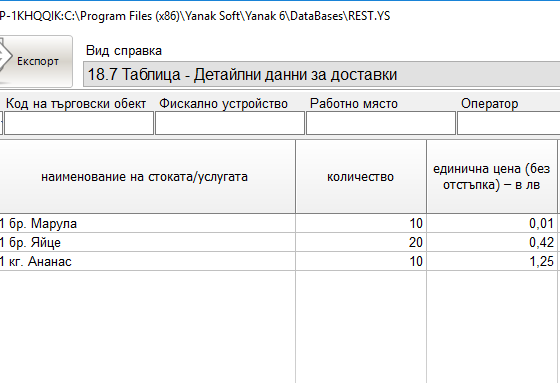 P-1KHQQIK:C:\Program Files (x86)\Yanak Soft\Yanak 6\DataBases\REST.YS
Експорт
Вид справка
18.7 Таблица - Детайлни данни за доставки
Код на търговски обект Фискално устройство Работно място Оператор
наименование на стоката/услугата количество единична цена (без отстъпка) – в лв
1 бр. Марула 10 0,01
1 бр. Яйце 20 0,42
1 кг. Ананас 10 1,25